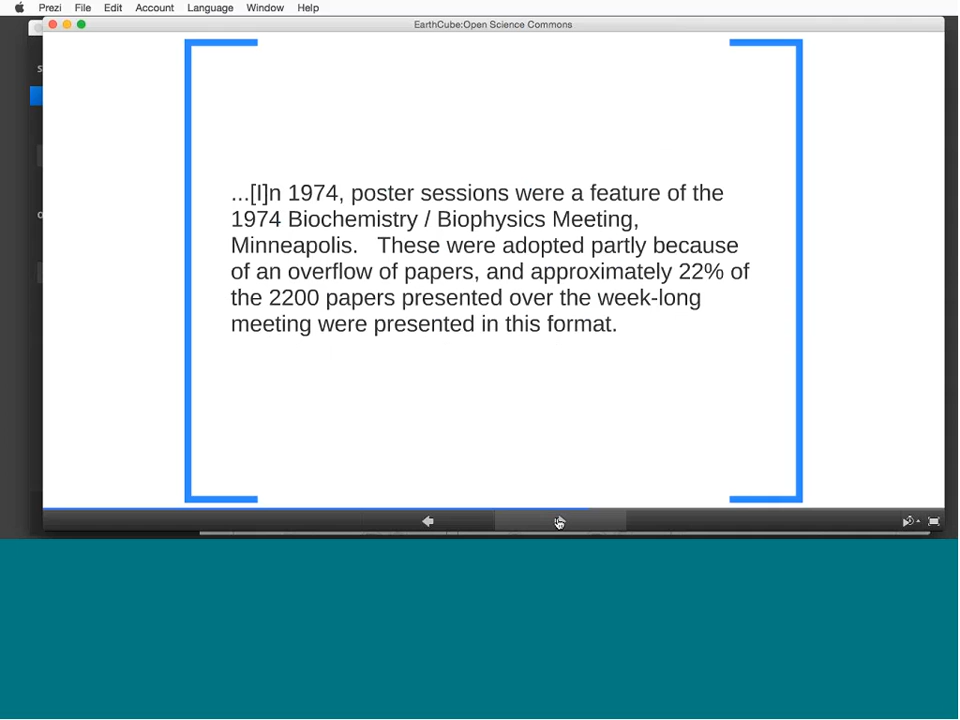 Prezi File Edit Account Language Window Help
EarthCube:Open Science Commons
...[I]n 1974, poster sessions were a feature of the
1974 Biochemistry / Biophysics Meeting,
Minneapolis. These were adopted partly because
of an overflow of papers, and approximately 22% of
the 2200 papers presented over the week-long
meeting were presented in this format.